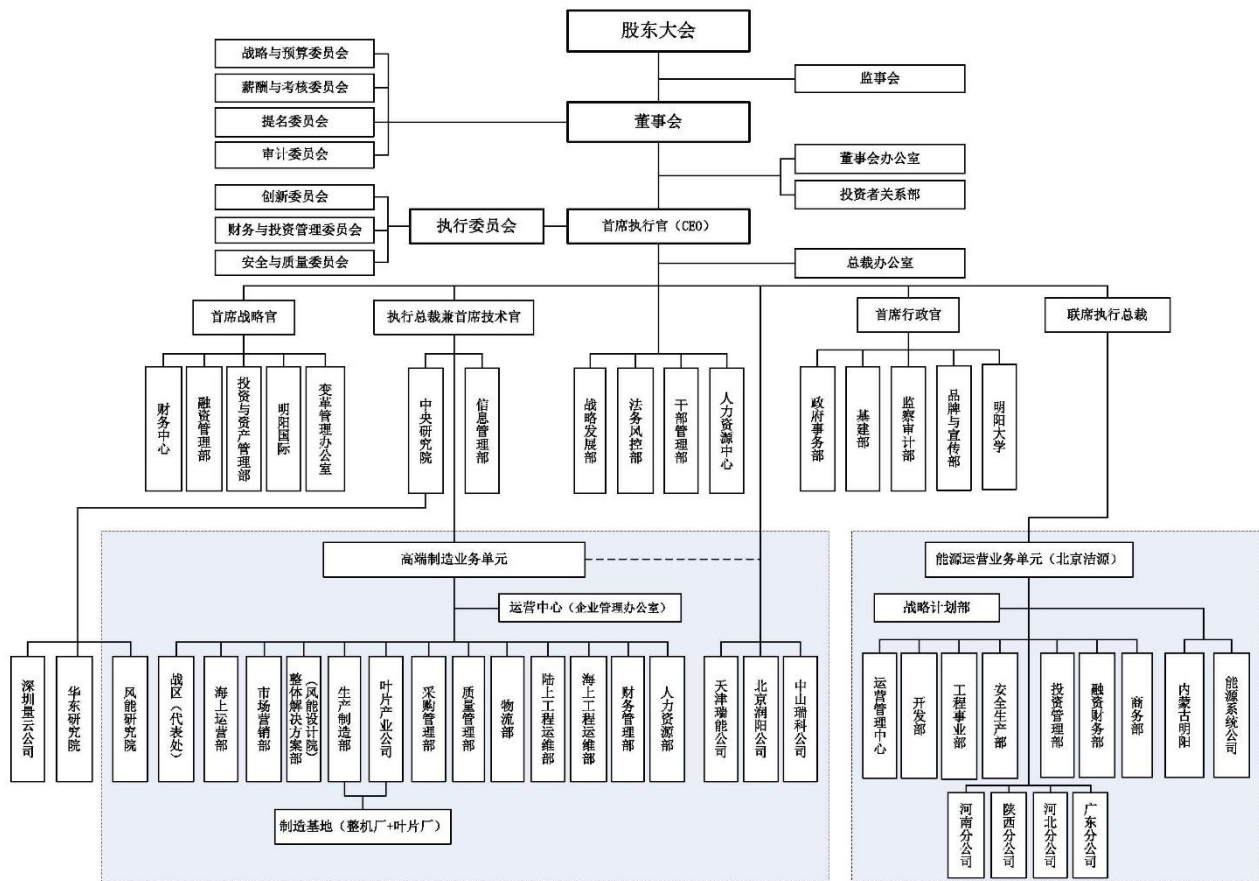 股东大会
战略与预算委员会
监事会
薪酬与考核委员会
董事会
提名委员会
审计委员会
董事会办公室
创新委员会
投资者关系部
执行委员会
首席执行官（CEO）
财务与投资管理委员会
安全与质量委员会
总裁办公室
首席战略官
执行总裁兼首席技术官
首席行政官
联席执行总裁
财务中心
融资管理部
投资与资产管理部
明阳国际
变革管理办公室
中央研究院
信息管理部
战略发展部
法务风控部
干部管理部
人力资源中心
政府事务部
基建部
监察审计部
品牌与宣传部
明阳大学
高端制造业务单元
能源运营业务单元（北京洁源）
运营中心（企业管理办公室）
战略计划部
深圳量云公司
华东研究院
风能研究院
战区（代表处）
海上运营部
市场营销部
（风能设计院）
整体解决方案部
生产制造部
叶片产业公司
采购管理部
质量管理部
物流部
陆上工程运维部
海上工程运维部
财务管理部
人力资源部
天津瑞能公司
北京润阳公司
中山瑞科公司
运营管理中心
开发部
工程事业部
安全生产部
投资管理部
融资财务部
商务部
内蒙古明阳
能源系统公司
制造基地（整机厂+叶片厂）
河南分公司
陕西分公司
河北分公司
广东分公司